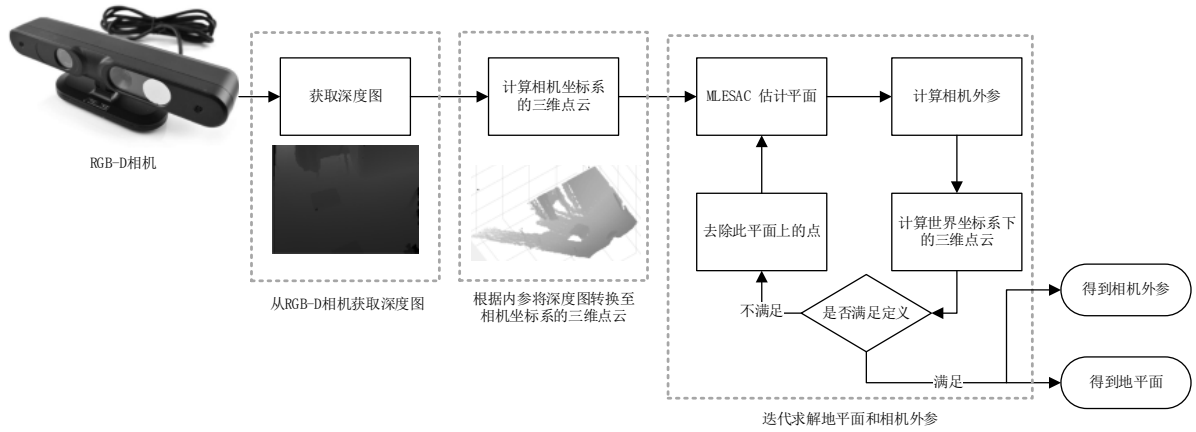 RGB-D相机
获取深度图
从RGB-D相机获取深度图
计算相机坐标系
的三维点云
根据内参将深度图转换至
相机坐标系的三维点云
MLESAC 估计平面
计算相机外参
去除此平面上的点
计算世界坐标系下
的三维点云
不满足
是否满足定义
满足
得到相机外参
得到地平面
迭代求解地平面和相机外参